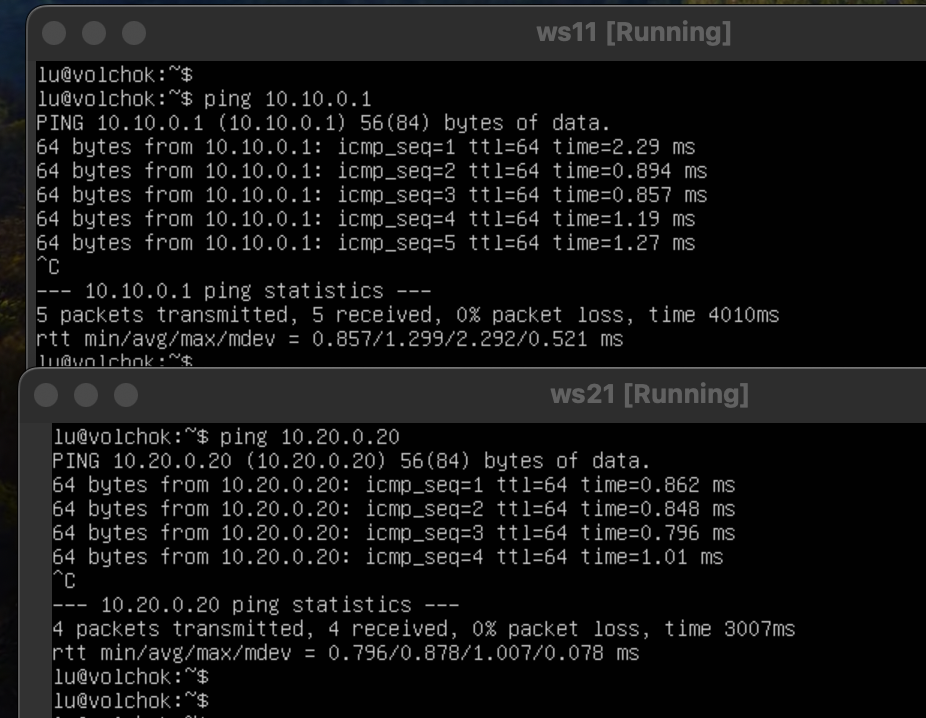 ws11 [Running]
lu@volchok:~$
lu@volchok:~$ ping 10.10.0.1
PING 10.10.0.1 (10.10.0.1) 56(84) bytes of data.
64 bytes from 10.10.0.1: icmp_seq=1 ttl=64 time=2.29 ms
64 bytes from 10.10.0.1: icmp_seq=2 ttl=64 time=0.894 ms
64 bytes from 10.10.0.1: icmp_seq=3 ttl=64 time=0.857 ms
64 bytes from 10.10.0.1: icmp_seq=4 ttl=64 time=1.19 ms
64 bytes from 10.10.0.1: icmp_seq=5 ttl=64 time=1.27 ms
^C
--- 10.10.0.1 ping statistics ---
5 packets transmitted, 5 received, 0% packet loss, time 4010ms
rtt min/avg/max/mdev = 0.857/1.299/2.292/0.521 ms
lu@volchok:~$
ws21 [Running]
lu@volchok:~$ ping 10.20.0.20
PING 10.20.0.20 (10.20.0.20) 56(84) bytes of data.
64 bytes from 10.20.0.20: icmp_seq=1 ttl=64 time=0.862 ms
64 bytes from 10.20.0.20: icmp_seq=2 ttl=64 time=0.848 ms
64 bytes from 10.20.0.20: icmp_seq=3 ttl=64 time=0.796 ms
64 bytes from 10.20.0.20: icmp_seq=4 ttl=64 time=1.01 ms
^C
--- 10.20.0.20 ping statistics ---
4 packets transmitted, 4 received, 0% packet loss, time 3007ms
rtt min/avg/max/mdev = 0.796/0.878/1.007/0.078 ms
lu@volchok:~$
lu@volchok:~$